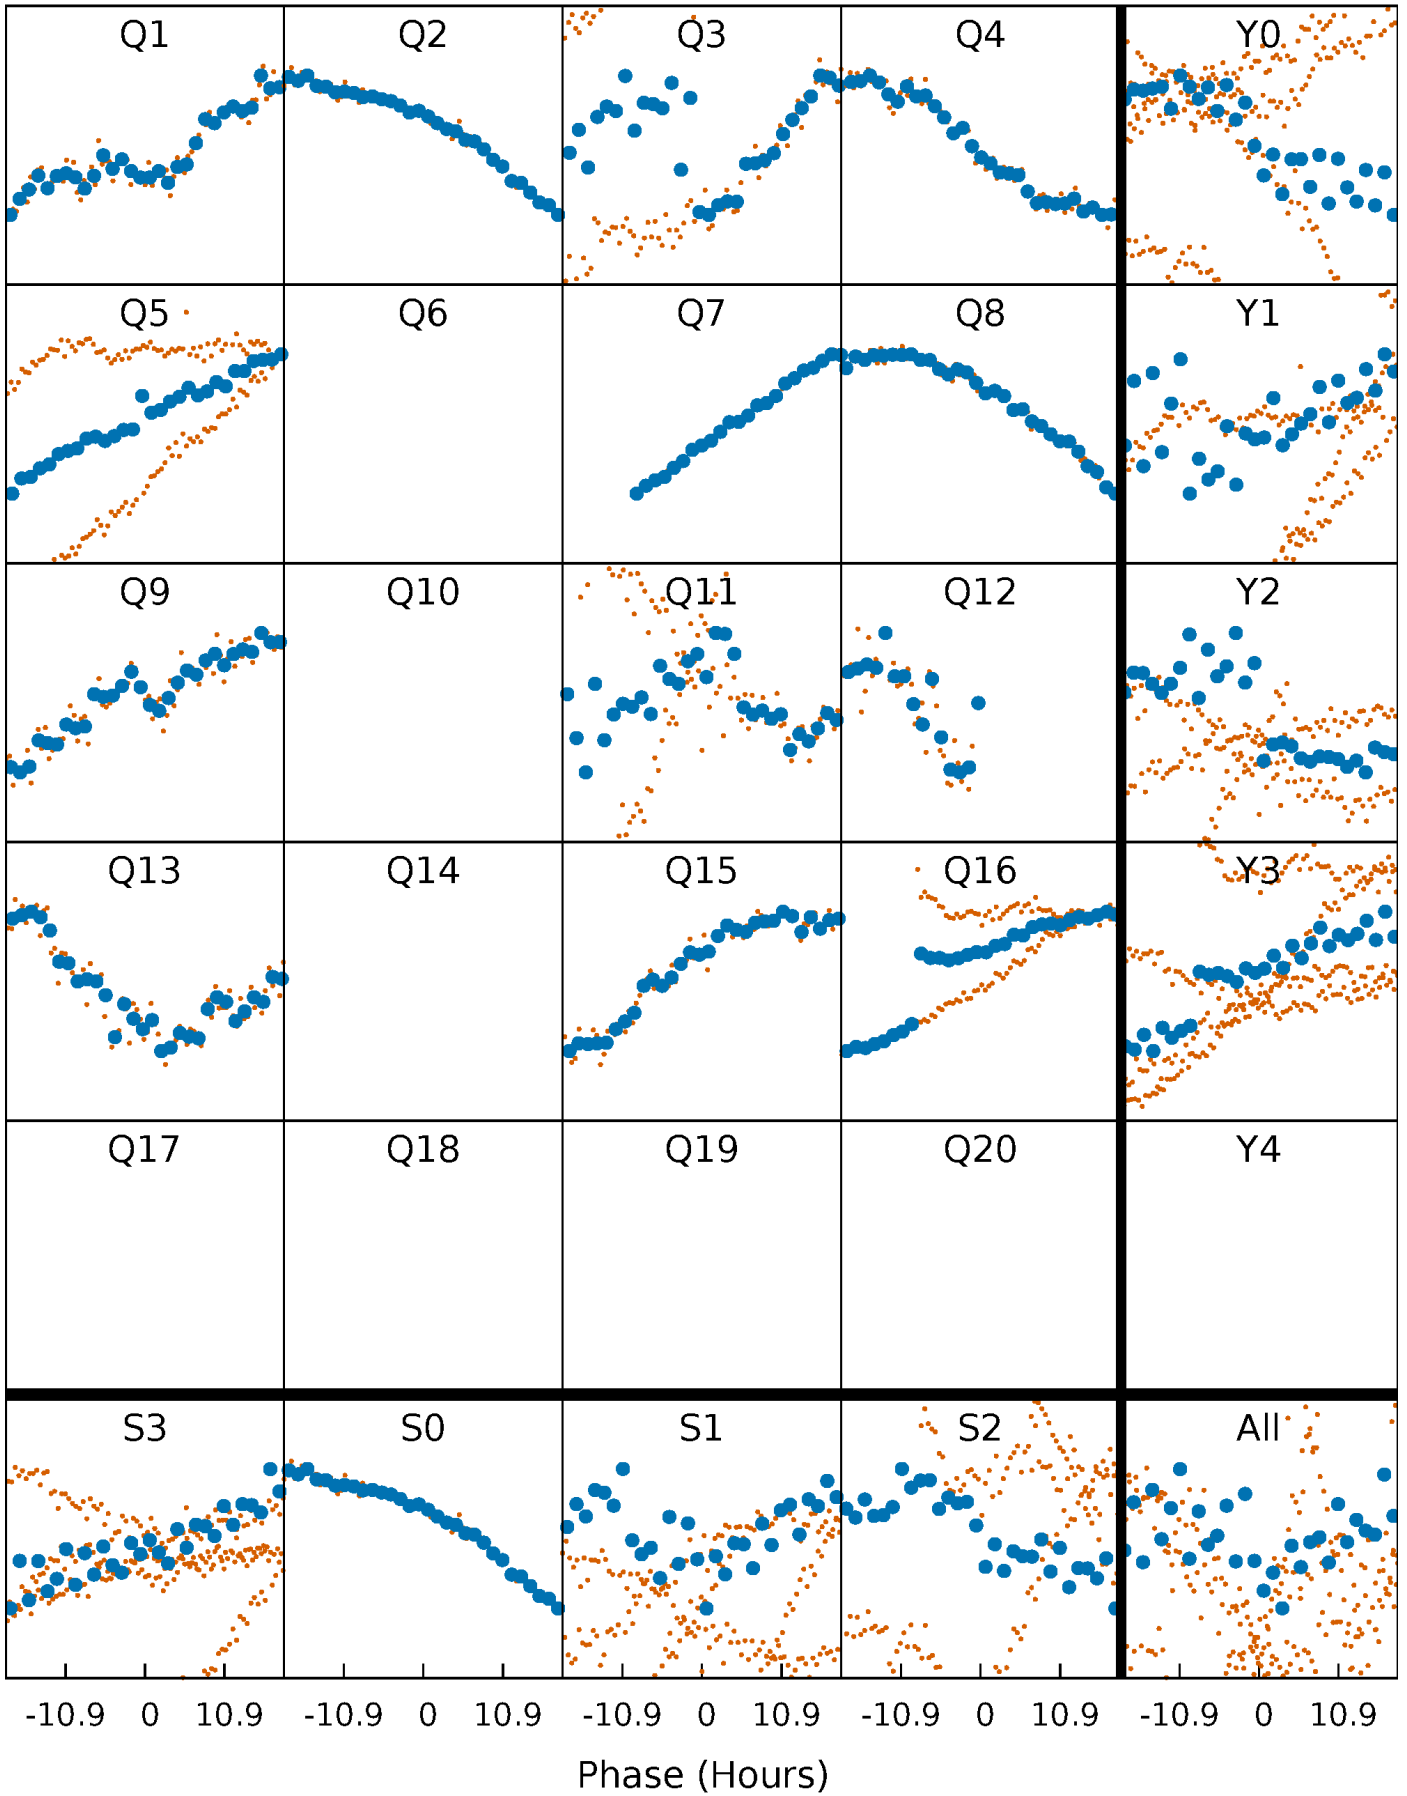 Q1 Q2 Q3 Q4 Y0
Q5 Q6 Q7 Q8 Y1
Q9 Q10 Q11 Q12 Y2
Q13 Q14 Q15 Q16 Y3
Q17 Q18 Q19 Q20 Y4
S3 S0 S1 S2 All
-10.9 0 10.9 -10.9 0 10.9 -10.9 0 10.9 -10.9 0 10.9 -10.9 0 10.9
Phase (Hours)